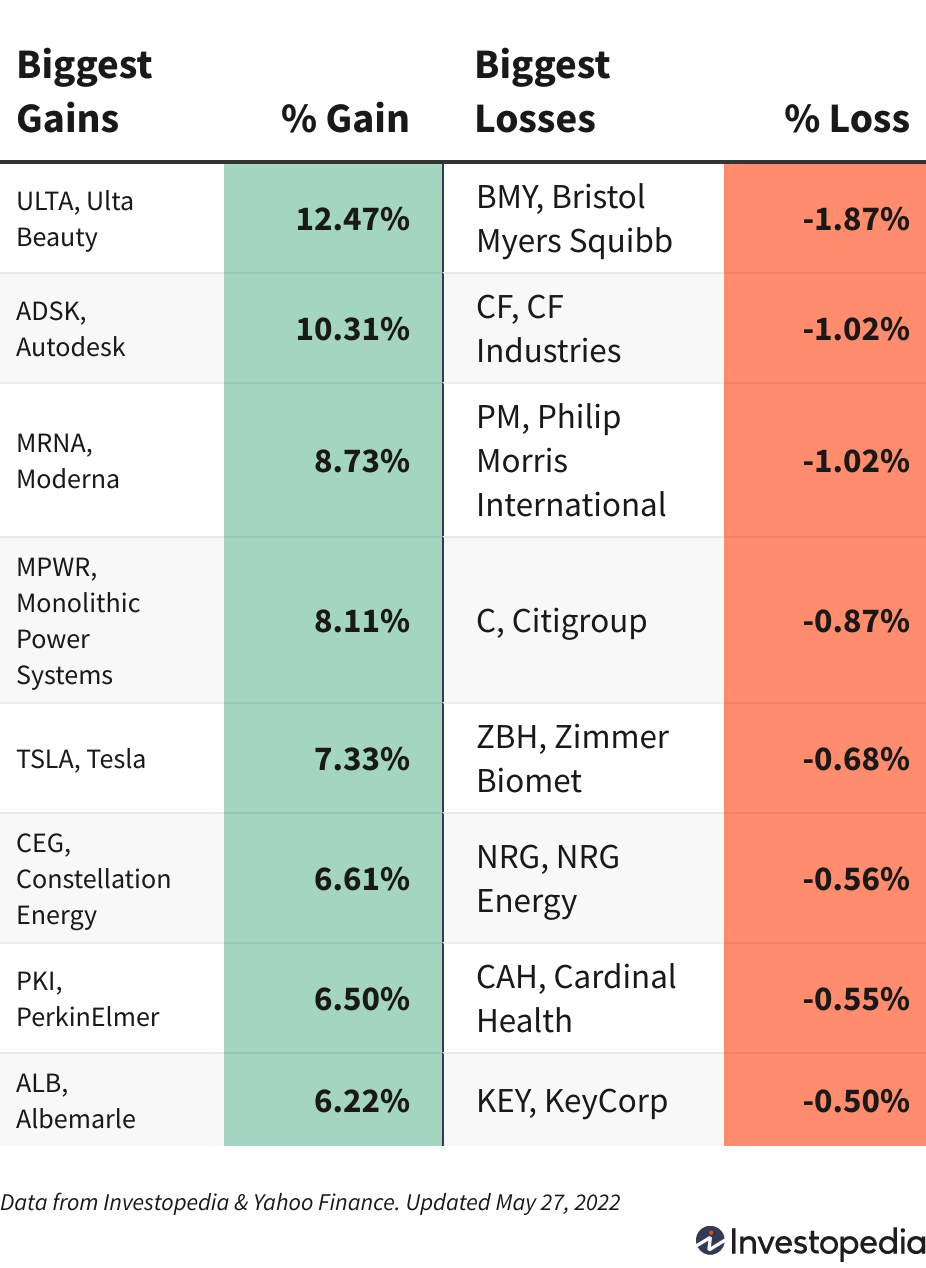 Biggest Gains % Gain Biggest Losses % Loss
ULTA, Ulta Beauty 12.47% BMY, Bristol Myers Squibb -1.87%
ADSK, Autodesk 10.31% CF, CF Industries -1.02%
MRNA, Moderna 8.73% PM, Philip Morris International -1.02%
MPWR, Monolithic Power Systems 8.11% C, Citigroup -0.87%
TSLA, Tesla 7.33% ZBH, Zimmer Biomet -0.68%
CEG, Constellation Energy 6.61% NRG, NRG Energy -0.56%
PKI, PerkinElmer 6.50% CAH, Cardinal Health -0.55%
ALB, Albemarle 6.22% KEY, KeyCorp -0.50%
Data from Investopedia & Yahoo Finance. Updated May 27, 2022
Investopedia